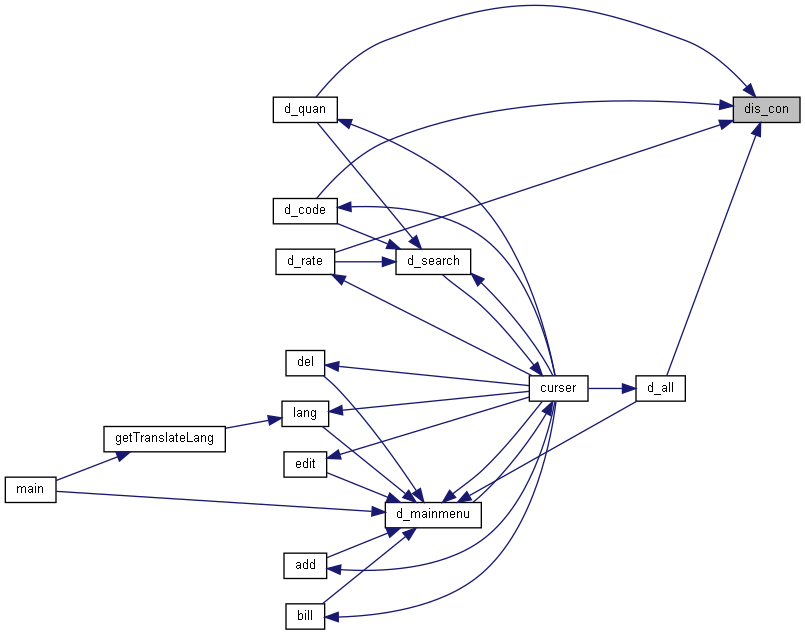 d_quan
dis_con
d_code
d_rate
d_search
del
curser
d_all
lang
getTranslateLang
edit
main
d_mainmenu
add
bill